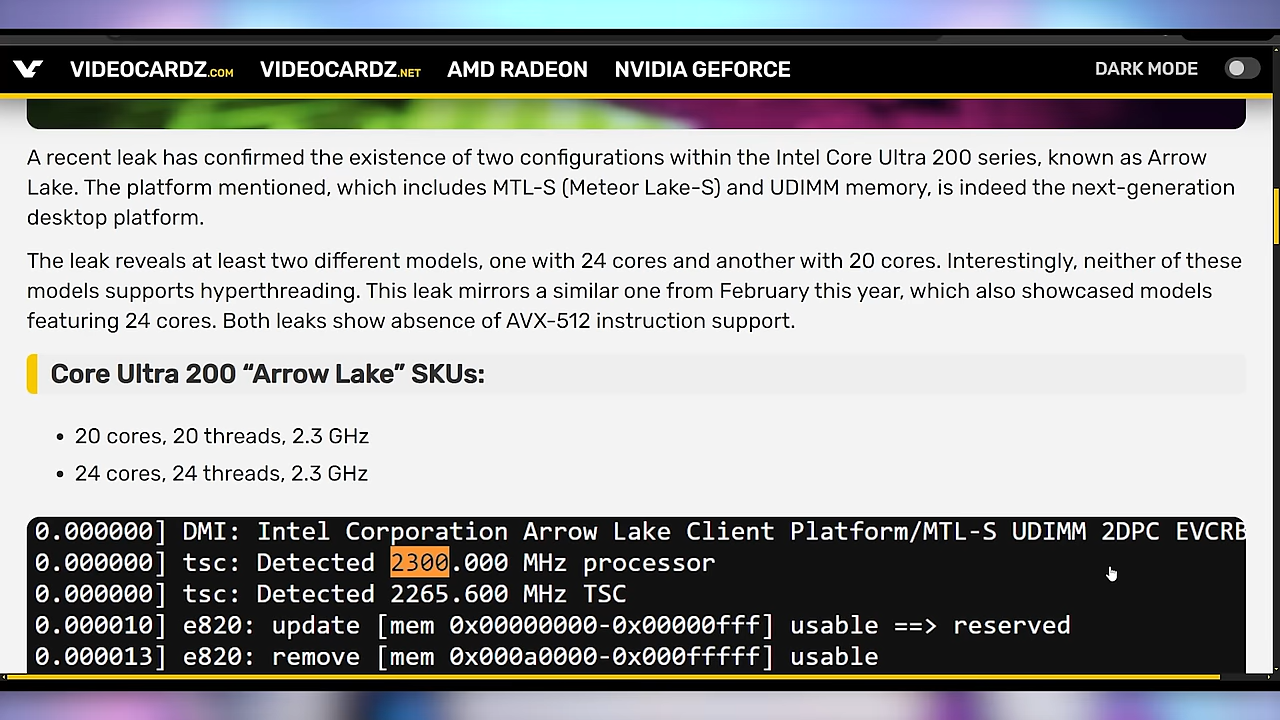 VIDEOCARDZ.COM VIDEOCARDZ.NET AMD RADEON NVIDIA GEFORCE DARK MODE
A recent leak has confirmed the existence of two configurations within the Intel Core Ultra 200 series, known as Arrow
Lake. The platform mentioned, which includes MTL-S (Meteor Lake-S) and UDIMM memory, is indeed the next-generation
desktop platform.
The leak reveals at least two different models, one with 24 cores and another with 20 cores. Interestingly, neither of these
models supports hyperthreading. This leak mirrors a similar one from February this year, which also showcased models
featuring 24 cores. Both leaks show absence of AVX-512 instruction support.
Core Ultra 200 “Arrow Lake” SKUs:
• 20 cores, 20 threads, 2.3 GHz
• 24 cores, 24 threads, 2.3 GHz
0.000000] DMI: Intel Corporation Arrow Lake Client Platform/MTL-S UDIMM 2DPC EVCRB
0.000000] tsc: Detected 2300.000 MHz processor
0.000000] tsc: Detected 2265.600 MHz TSC
0.000010] e820: update [mem 0x00000000-0x00000fff] usable ==> reserved
0.000013] e820: remove [mem 0x000a0000-0x000fffff] usable